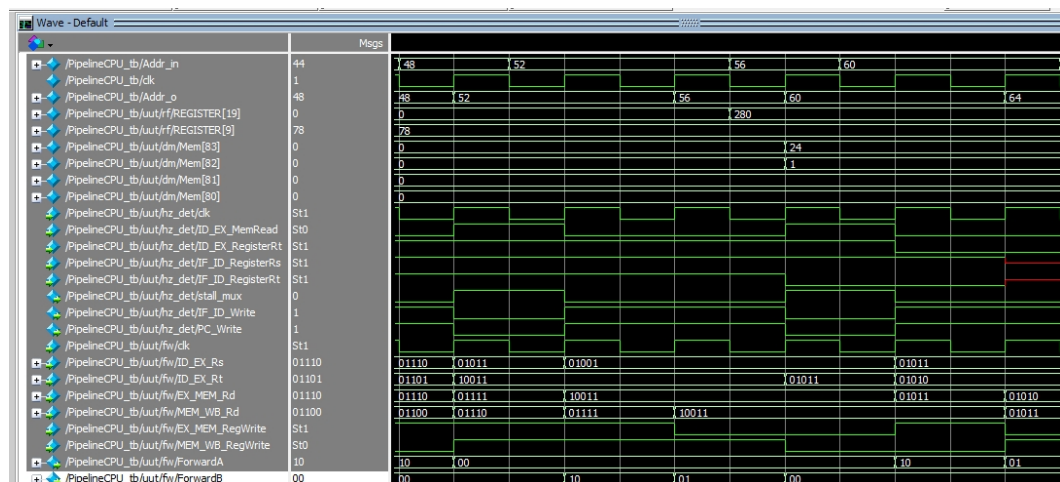 Wave - Default
Msgs
/PipelineCPU_tb/Addr_in 44 48 52 56 60
/PipelineCPU_tb/clk 1
/PipelineCPU_tb/Addr_o 48 48 52 56 60 64
/PipelineCPU_tb/uut/rf/REGISTER[19] 0 0 280
/PipelineCPU_tb/uut/rf/REGISTER[9] 78 78
/PipelineCPU_tb/uut/dm/Mem[83] 0 0 24
/PipelineCPU_tb/uut/dm/Mem[82] 0 0 1
/PipelineCPU_tb/uut/dm/Mem[81] 0 0
/PipelineCPU_tb/uut/dm/Mem[80] 0 0
/PipelineCPU_tb/uut/hz_det/clk St1
/PipelineCPU_tb/uut/hz_det/ID_EX_MemRead St0
/PipelineCPU_tb/uut/hz_det/ID_EX_RegisterRt St1
/PipelineCPU_tb/uut/hz_det/IF_ID_RegisterRs St1
/PipelineCPU_tb/uut/hz_det/IF_ID_RegisterRt St1
/PipelineCPU_tb/uut/hz_det/stall_mux 0
/PipelineCPU_tb/uut/hz_det/IF_ID_Write 1
/PipelineCPU_tb/uut/hz_det/PC_Write 1
/PipelineCPU_tb/uut/fw/clk St1
/PipelineCPU_tb/uut/fw/ID_EX_Rs 01110 01110 01011 01001 01011
/PipelineCPU_tb/uut/fw/ID_EX_Rt 01101 01101 10011 01011 01010
/PipelineCPU_tb/uut/fw/EX_MEM_Rd 01110 01110 01111 10011 01011 01010
/PipelineCPU_tb/uut/fw/MEM_WB_Rd 01100 01100 01110 01111 10011 01011
/PipelineCPU_tb/uut/fw/EX_MEM_RegWrite St1
/PipelineCPU_tb/uut/fw/MEM_WB_RegWrite St0
/PipelineCPU_tb/uut/fw/ForwardA 10 10 00 10 01
/PipelineCPU_tb/uut/fw/ForwardB 00 00 10 01 00